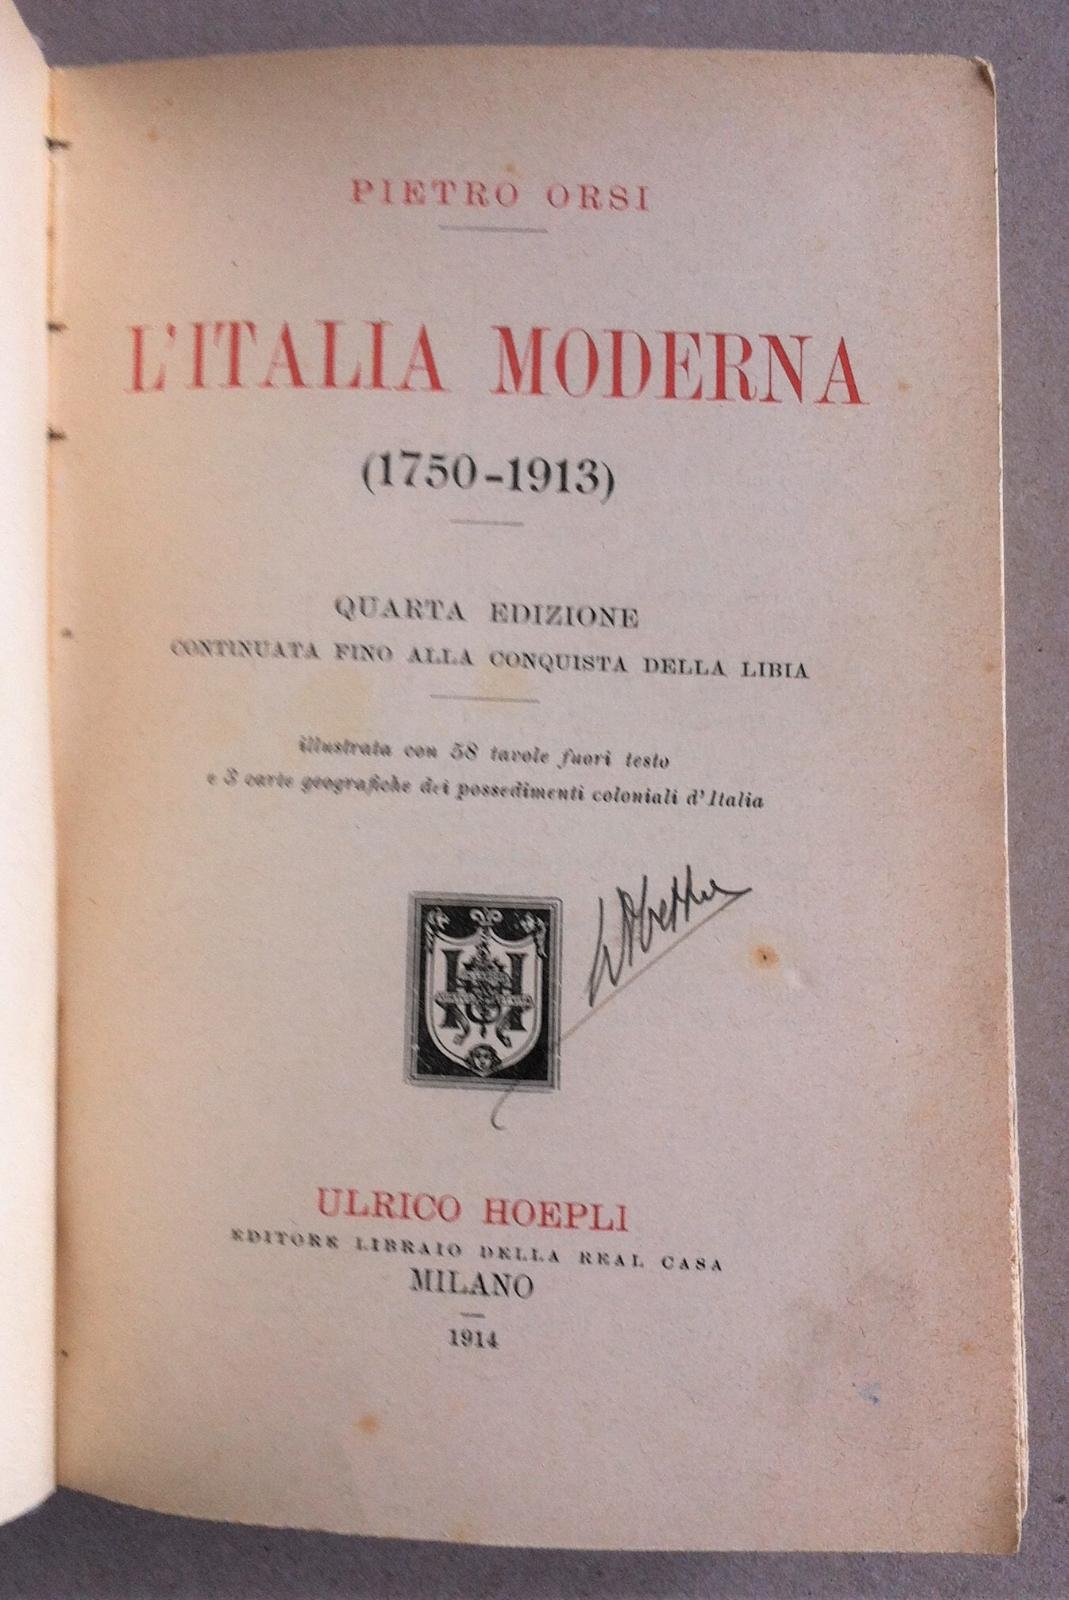 PIETRO ORSI
L'ITALIA MODERNA
(1750-1913)
QUARTA EDIZIONE
CONTINUATA FINO ALLA CONQUISTA DELLA LIBIA
illustrata con 58 tavole fuori testo
e 3 carte geografiche dei possedimenti coloniali d'Italia
ULRICO HOEPLI
EDITORE LIBRAIO DELLA REAL CASA
MILANO
1914